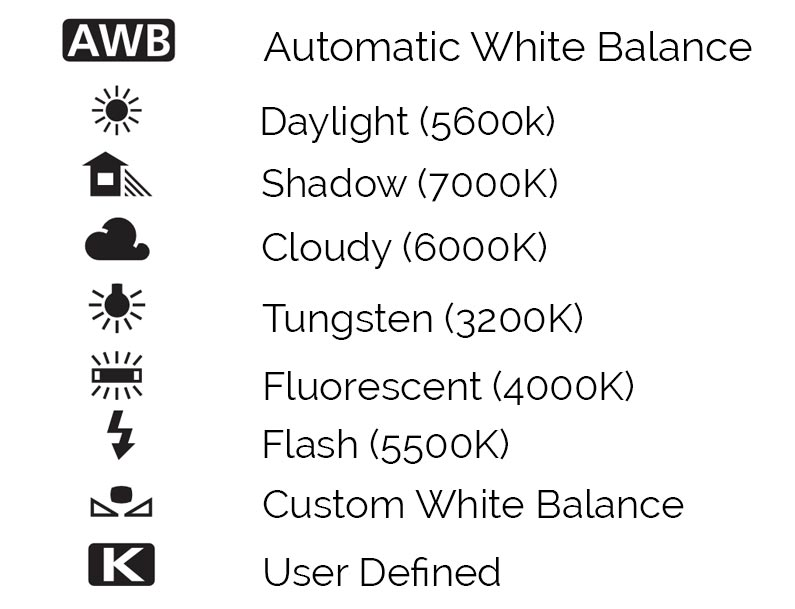 AWB Automatic White Balance
Daylight (5600k)
Shadow (7000K)
Cloudy (6000K)
Tungsten (3200K)
Fluorescent (4000K)
Flash (5500K)
Custom White Balance
K User Defined